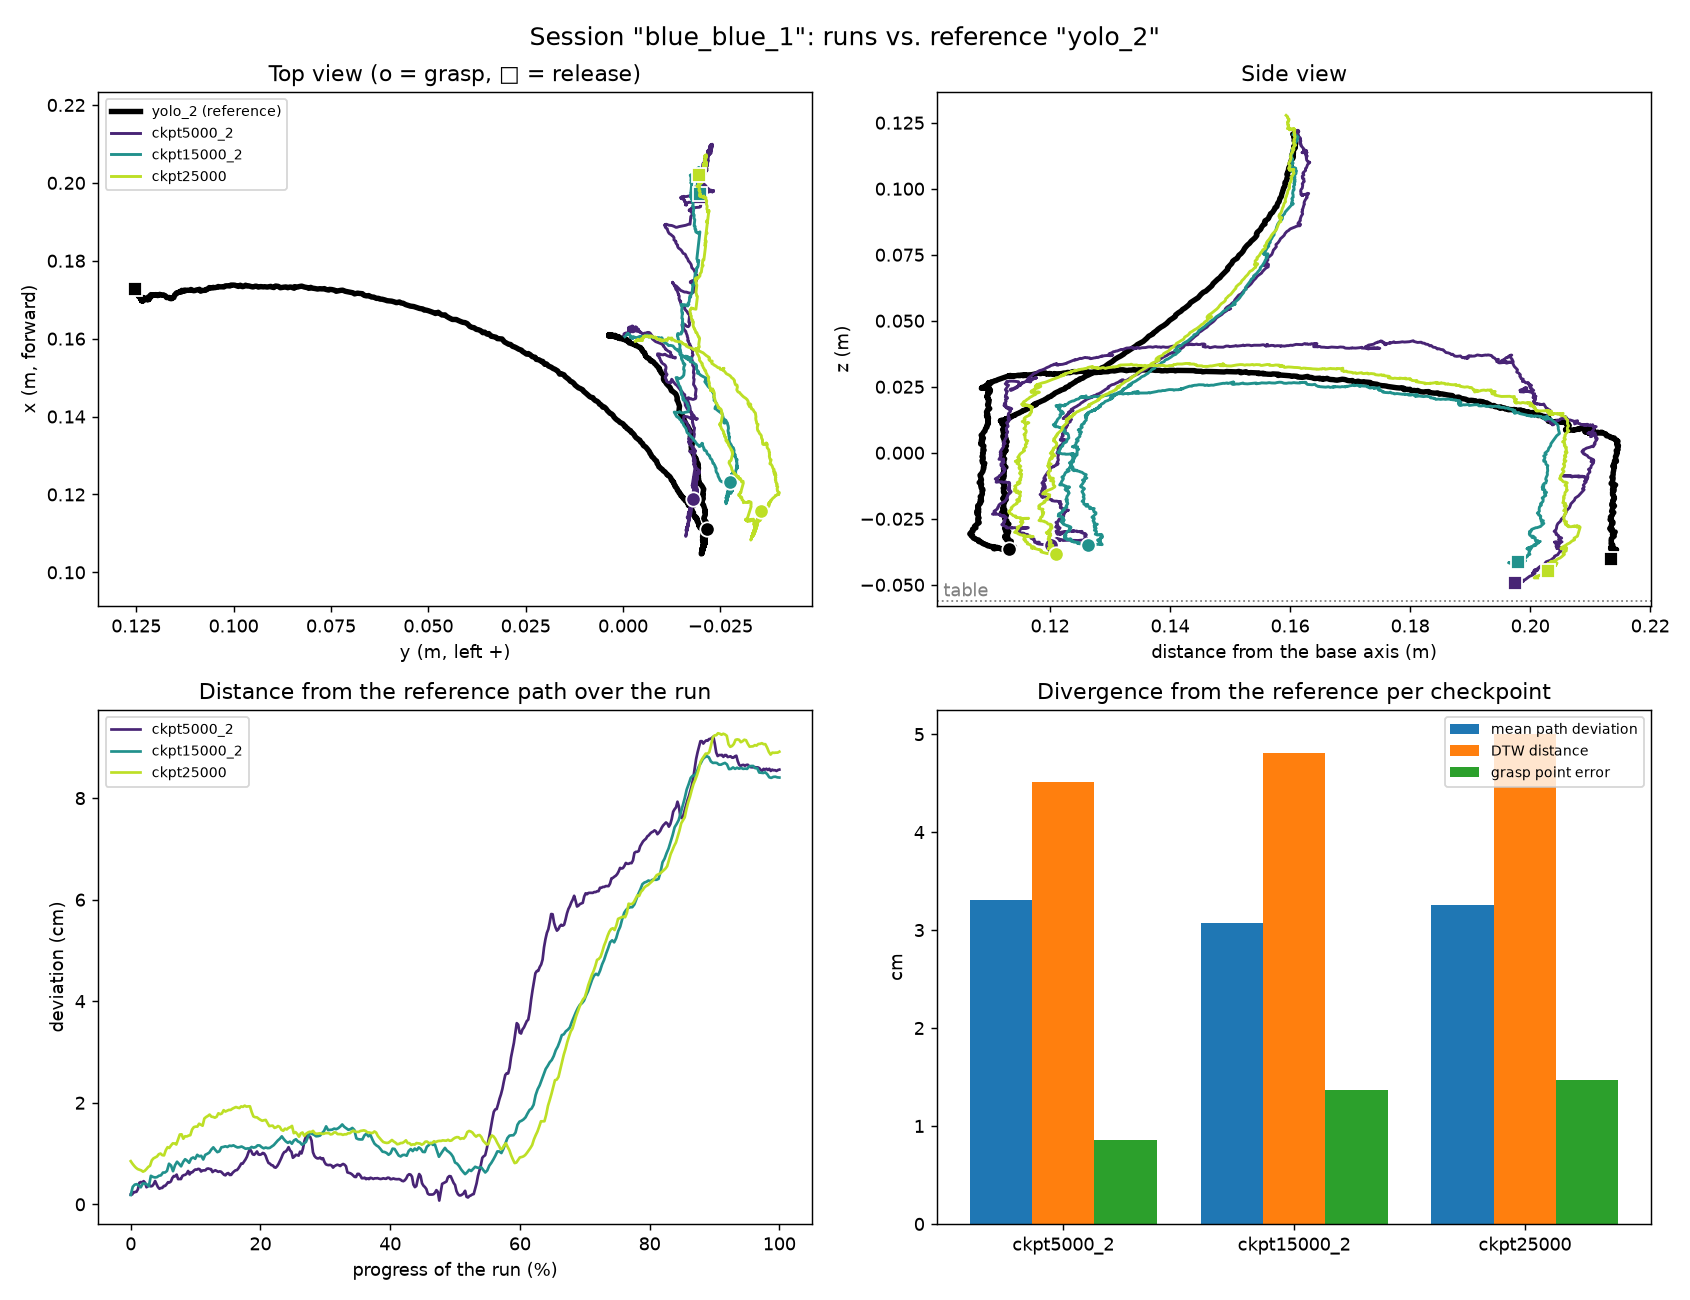 Session "blue_blue_1": runs vs. reference "yolo_2"
Top view (o = grasp, □ = release)
yolo_2 (reference)
ckpt5000_2
ckpt15000_2
ckpt25000
0.22
0.20
0.18
0.16
0.14
0.12
0.10
x (m, forward)
0.125
0.100
0.075
0.050
0.025
0.000
−0.025
y (m, left +)
Side view
0.125
0.100
0.075
0.050
0.025
0.000
−0.025
−0.050
z (m)
table
0.12
0.14
0.16
0.18
0.20
0.22
distance from the base axis (m)
Distance from the reference path over the run
ckpt5000_2
ckpt15000_2
ckpt25000
8
6
4
2
0
deviation (cm)
0
20
40
60
80
100
progress of the run (%)
Divergence from the reference per checkpoint
mean path deviation
DTW distance
grasp point error
5
4
3
2
1
0
cm
ckpt5000_2
ckpt15000_2
ckpt25000